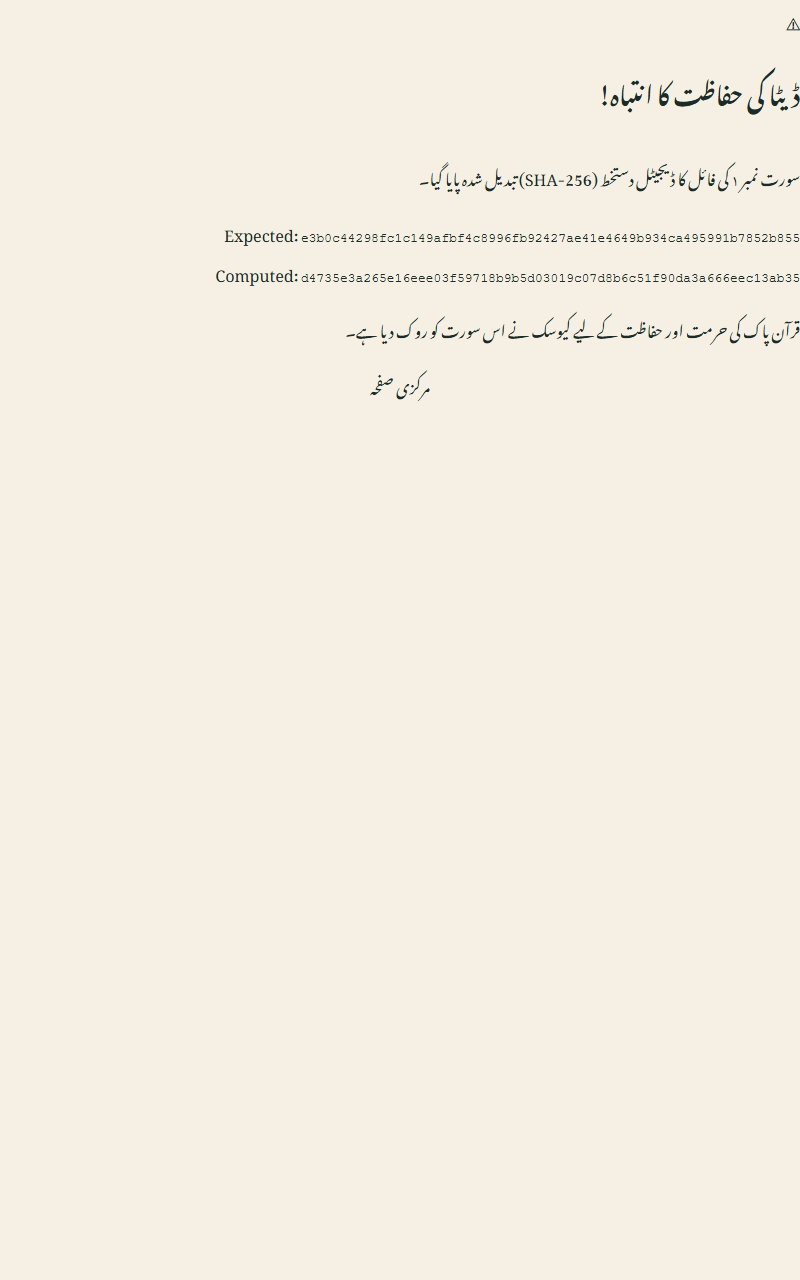 ⚠
ڈیٹا کی حفاظت کا انتباہ!
سورت نمبر ۱ کی فائل کا ڈیجیٹل دستخط (SHA-256) تبدیل شدہ پایا گیا۔
Expected: e3b0c44298fc1c149afbf4c8996fb92427ae41e4649b934ca495991b7852b855
Computed: d4735e3a265e16eee03f59718b9b5d03019c07d8b6c51f90da3a666eec13ab35
قرآن پاک کی حرمت اور حفاظت کے لیے کیوسک نے اس سورت کو روک دیا ہے۔
مرکزی صفحہ